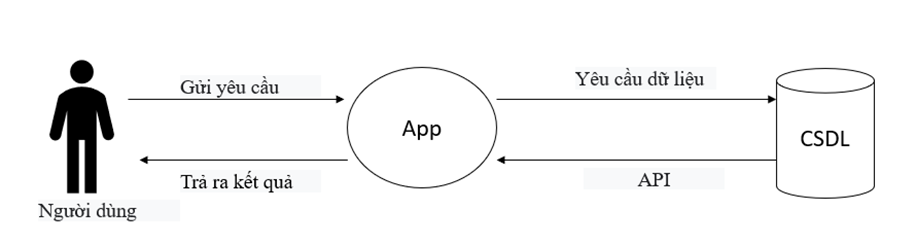 Gửi yêu cầu
Yêu cầu dữ liệu
App
CSDL
Trả ra kết quả
API
Người dùng